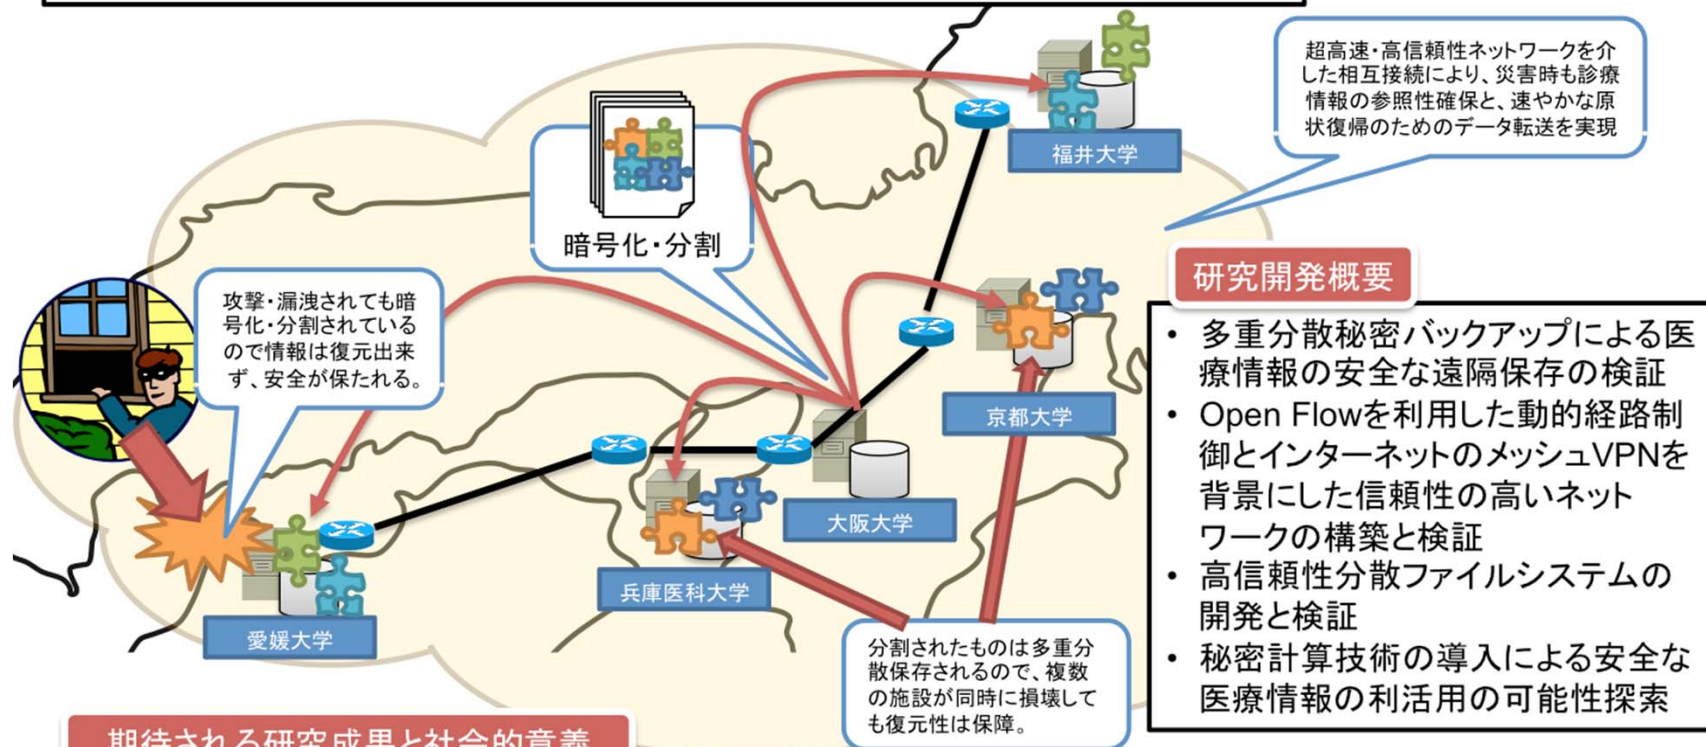 超高速・高信頼性ネットワークを介
した相互接続により、災害時も診療
情報の参照性確保と、速やかな原
状復帰のためのデータ転送を実現
福井大学
暗号化・分割
研究開発概要
攻撃・漏洩されても暗
号化・分割されている
ので情報は復元出来
ず、安全が保たれる。
・ 多重分散秘密バックアップによる医
療情報の安全な遠隔保存の検証
・ Open Flowを利用した動的経路制
御とインターネットのメッシュVPNを
背景にした信頼性の高いネット
ワークの構築と検証
・ 高信頼性分散ファイルシステムの
開発と検証
・ 秘密計算技術の導入による安全な
医療情報の利活用の可能性探索
京都大学
大阪大学
兵庫医科大学
愛媛大学
分割されたものは多重分
散保存されるので、複数
の施設が同時に損壊して
も復元性は保障。
期待される研究成果と社会的意義